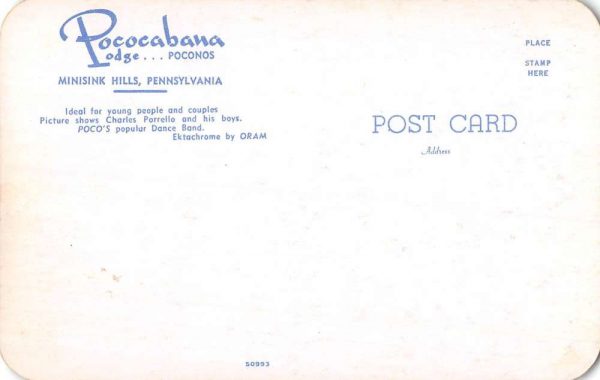 Pococabana
Lodge... POCONOS
MINISINK HILLS, PENNSYLVANIA
Ideal for young people and couples
Picture shows Charles Porrello and his boys.
POCO'S popular Dance Band.
Ektachrome by ORAM
PLACE
STAMP
HERE
POST CARD
Address
50993